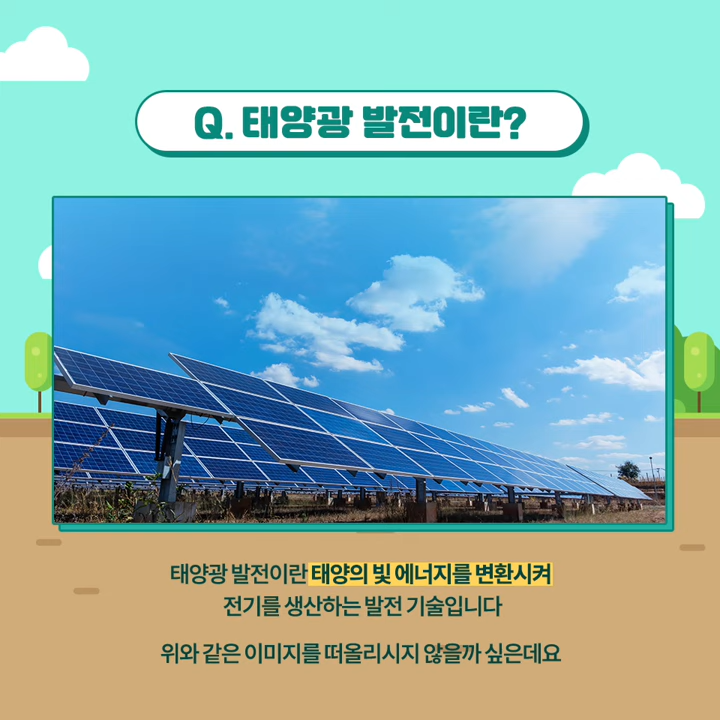 Q. 태양광 발전이란?
태양광 발전이란 태양의 빛 에너지를 변환시켜
전기를 생산하는 발전 기술입니다
위와 같은 이미지를 떠올리시지 않을까 싶은데요